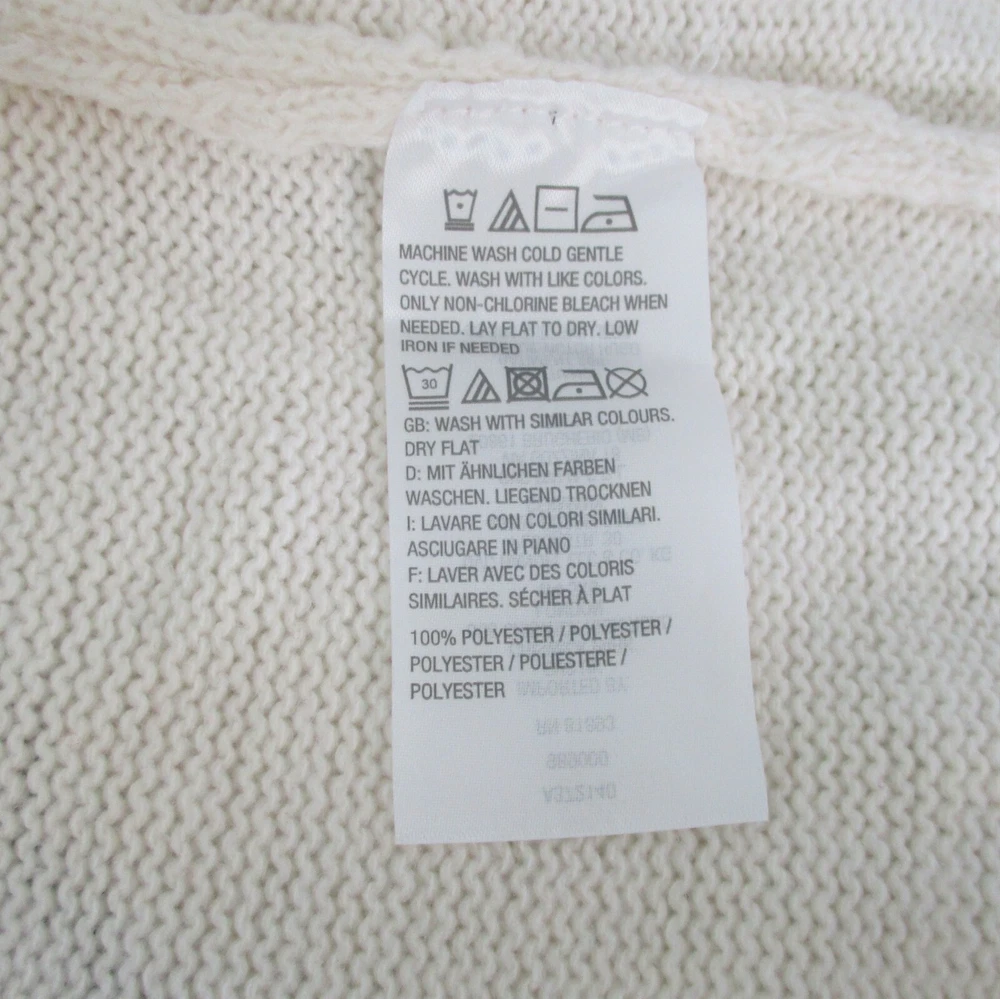 MACHINE WASH COLD GENTLE
CYCLE. WASH WITH LIKE COLORS.
ONLY NON-CHLORINE BLEACH WHEN
NEEDED. LAY FLAT TO DRY. LOW
IRON IF NEEDED
30
GB: WASH WITH SIMILAR COLOURS.
DRY FLAT
D: MIT ÄHNLICHEN FARBEN
WASCHEN. LIEGEND TROCKNEN
I: LAVARE CON COLORI SIMILARI.
ASCIUGARE IN PIANO
F: LAVER AVEC DES COLORIS
SIMILAIRES. SÉCHER À PLAT
100% POLYESTER / POLYESTER /
POLYESTER / POLIESTERE /
POLYESTER
IMPORTED BY